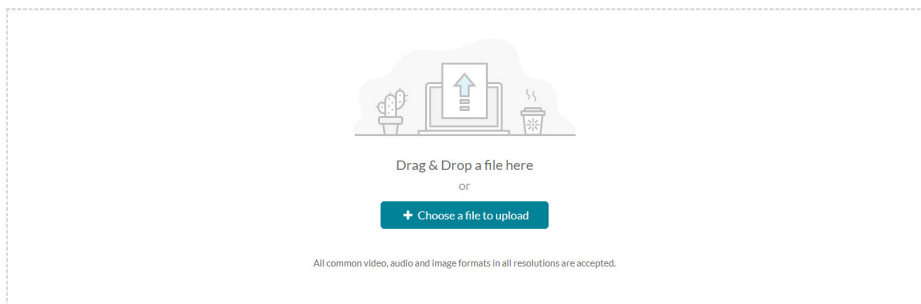 Drag & Drop a file here
or
+ Choose a file to upload
All common video, audio and image formats in all resolutions are accepted.